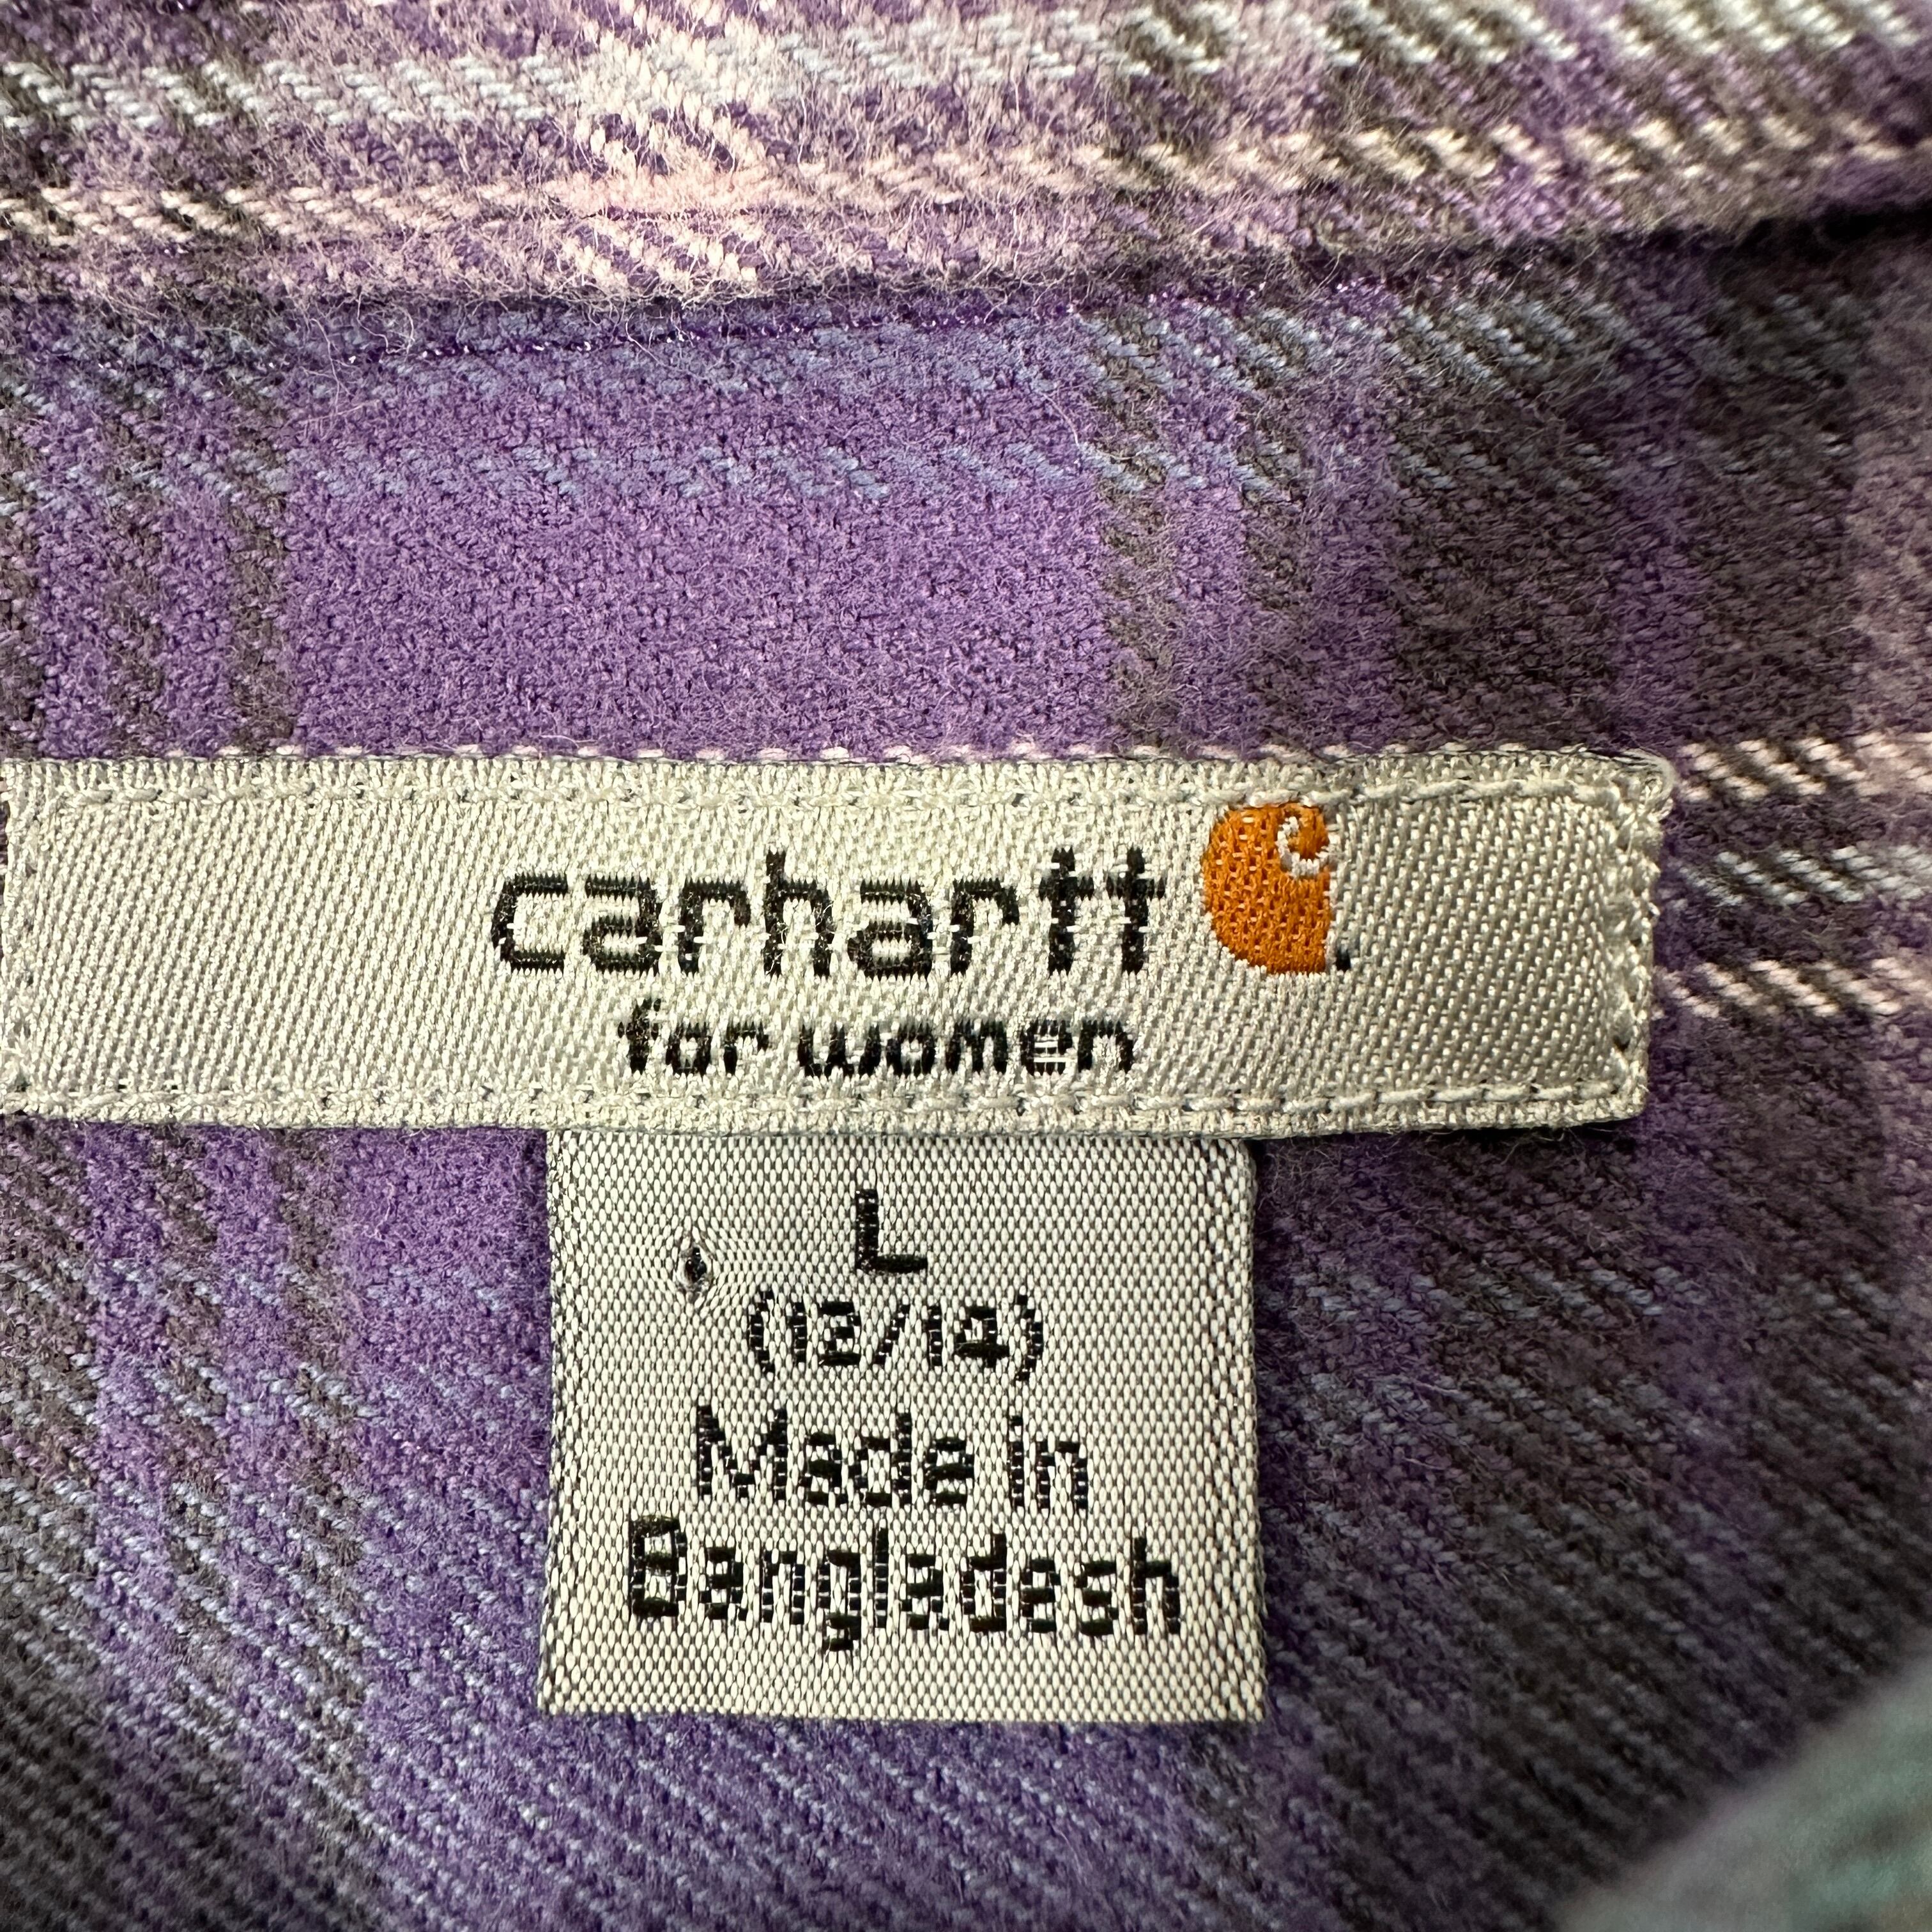 carhartt
for women
L
(12/14)
Made in
Bangladesh